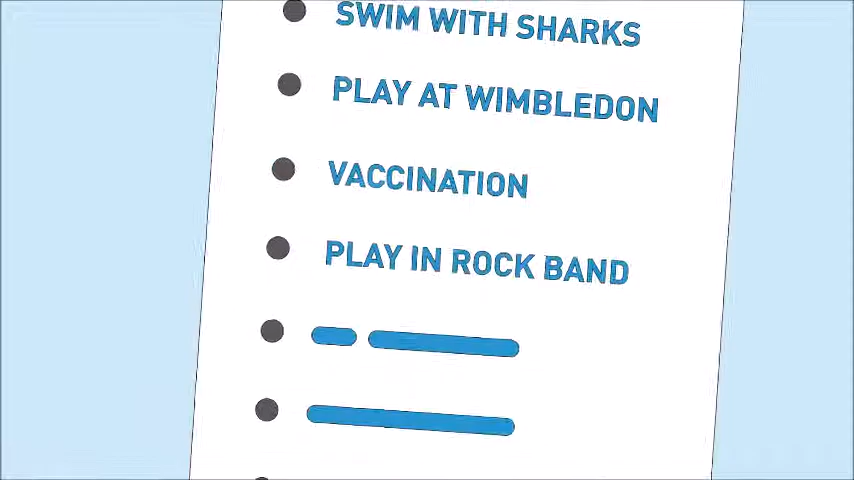 SWIM WITH SHARKS
PLAY AT WIMBLEDON
VACCINATION
PLAY IN ROCK BAND